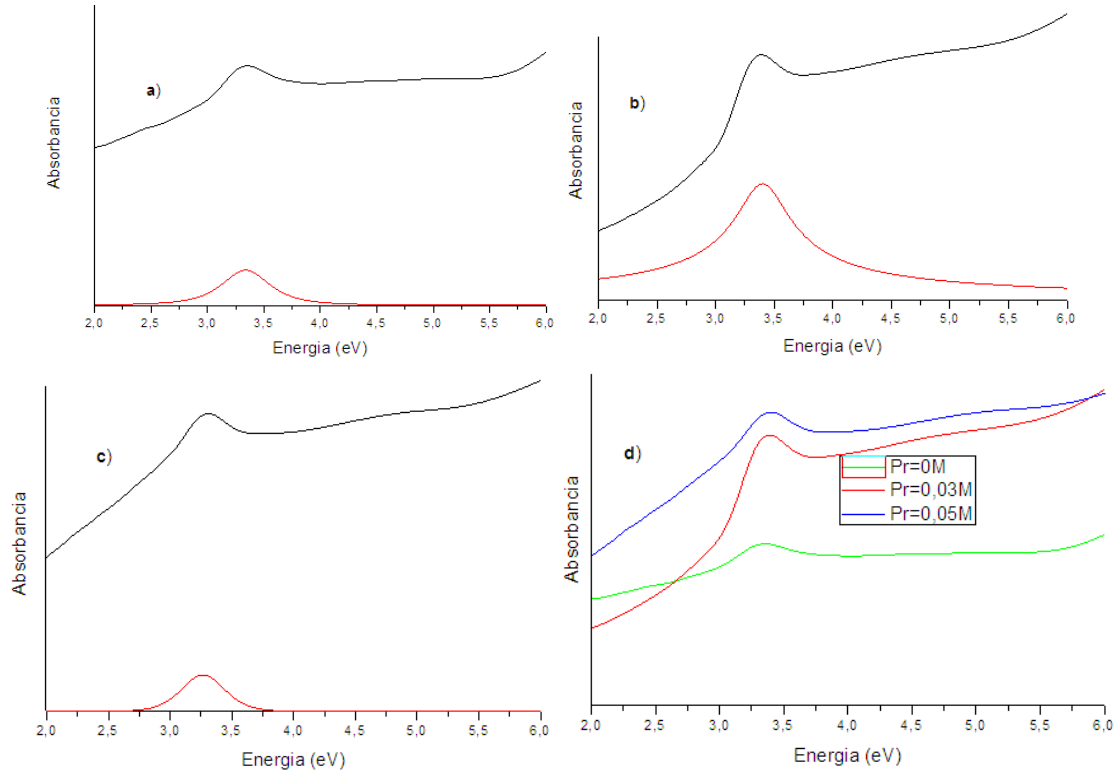 a)
Absorbancia
2,0 2,5 3,0 3,5 4,0 4,5 5,0 5,5 6,0
Energia (eV)
b)
Absorbancia
2,0 2,5 3,0 3,5 4,0 4,5 5,0 5,5 6,0
Energia (eV)
c)
Absorbancia
2,0 2,5 3,0 3,5 4,0 4,5 5,0 5,5 6,0
Energia (eV)
d)
Absorbancia
Pr=0M
Pr=0,03M
Pr=0,05M
2,0 2,5 3,0 3,5 4,0 4,5 5,0 5,5 6,0
Energia (eV)